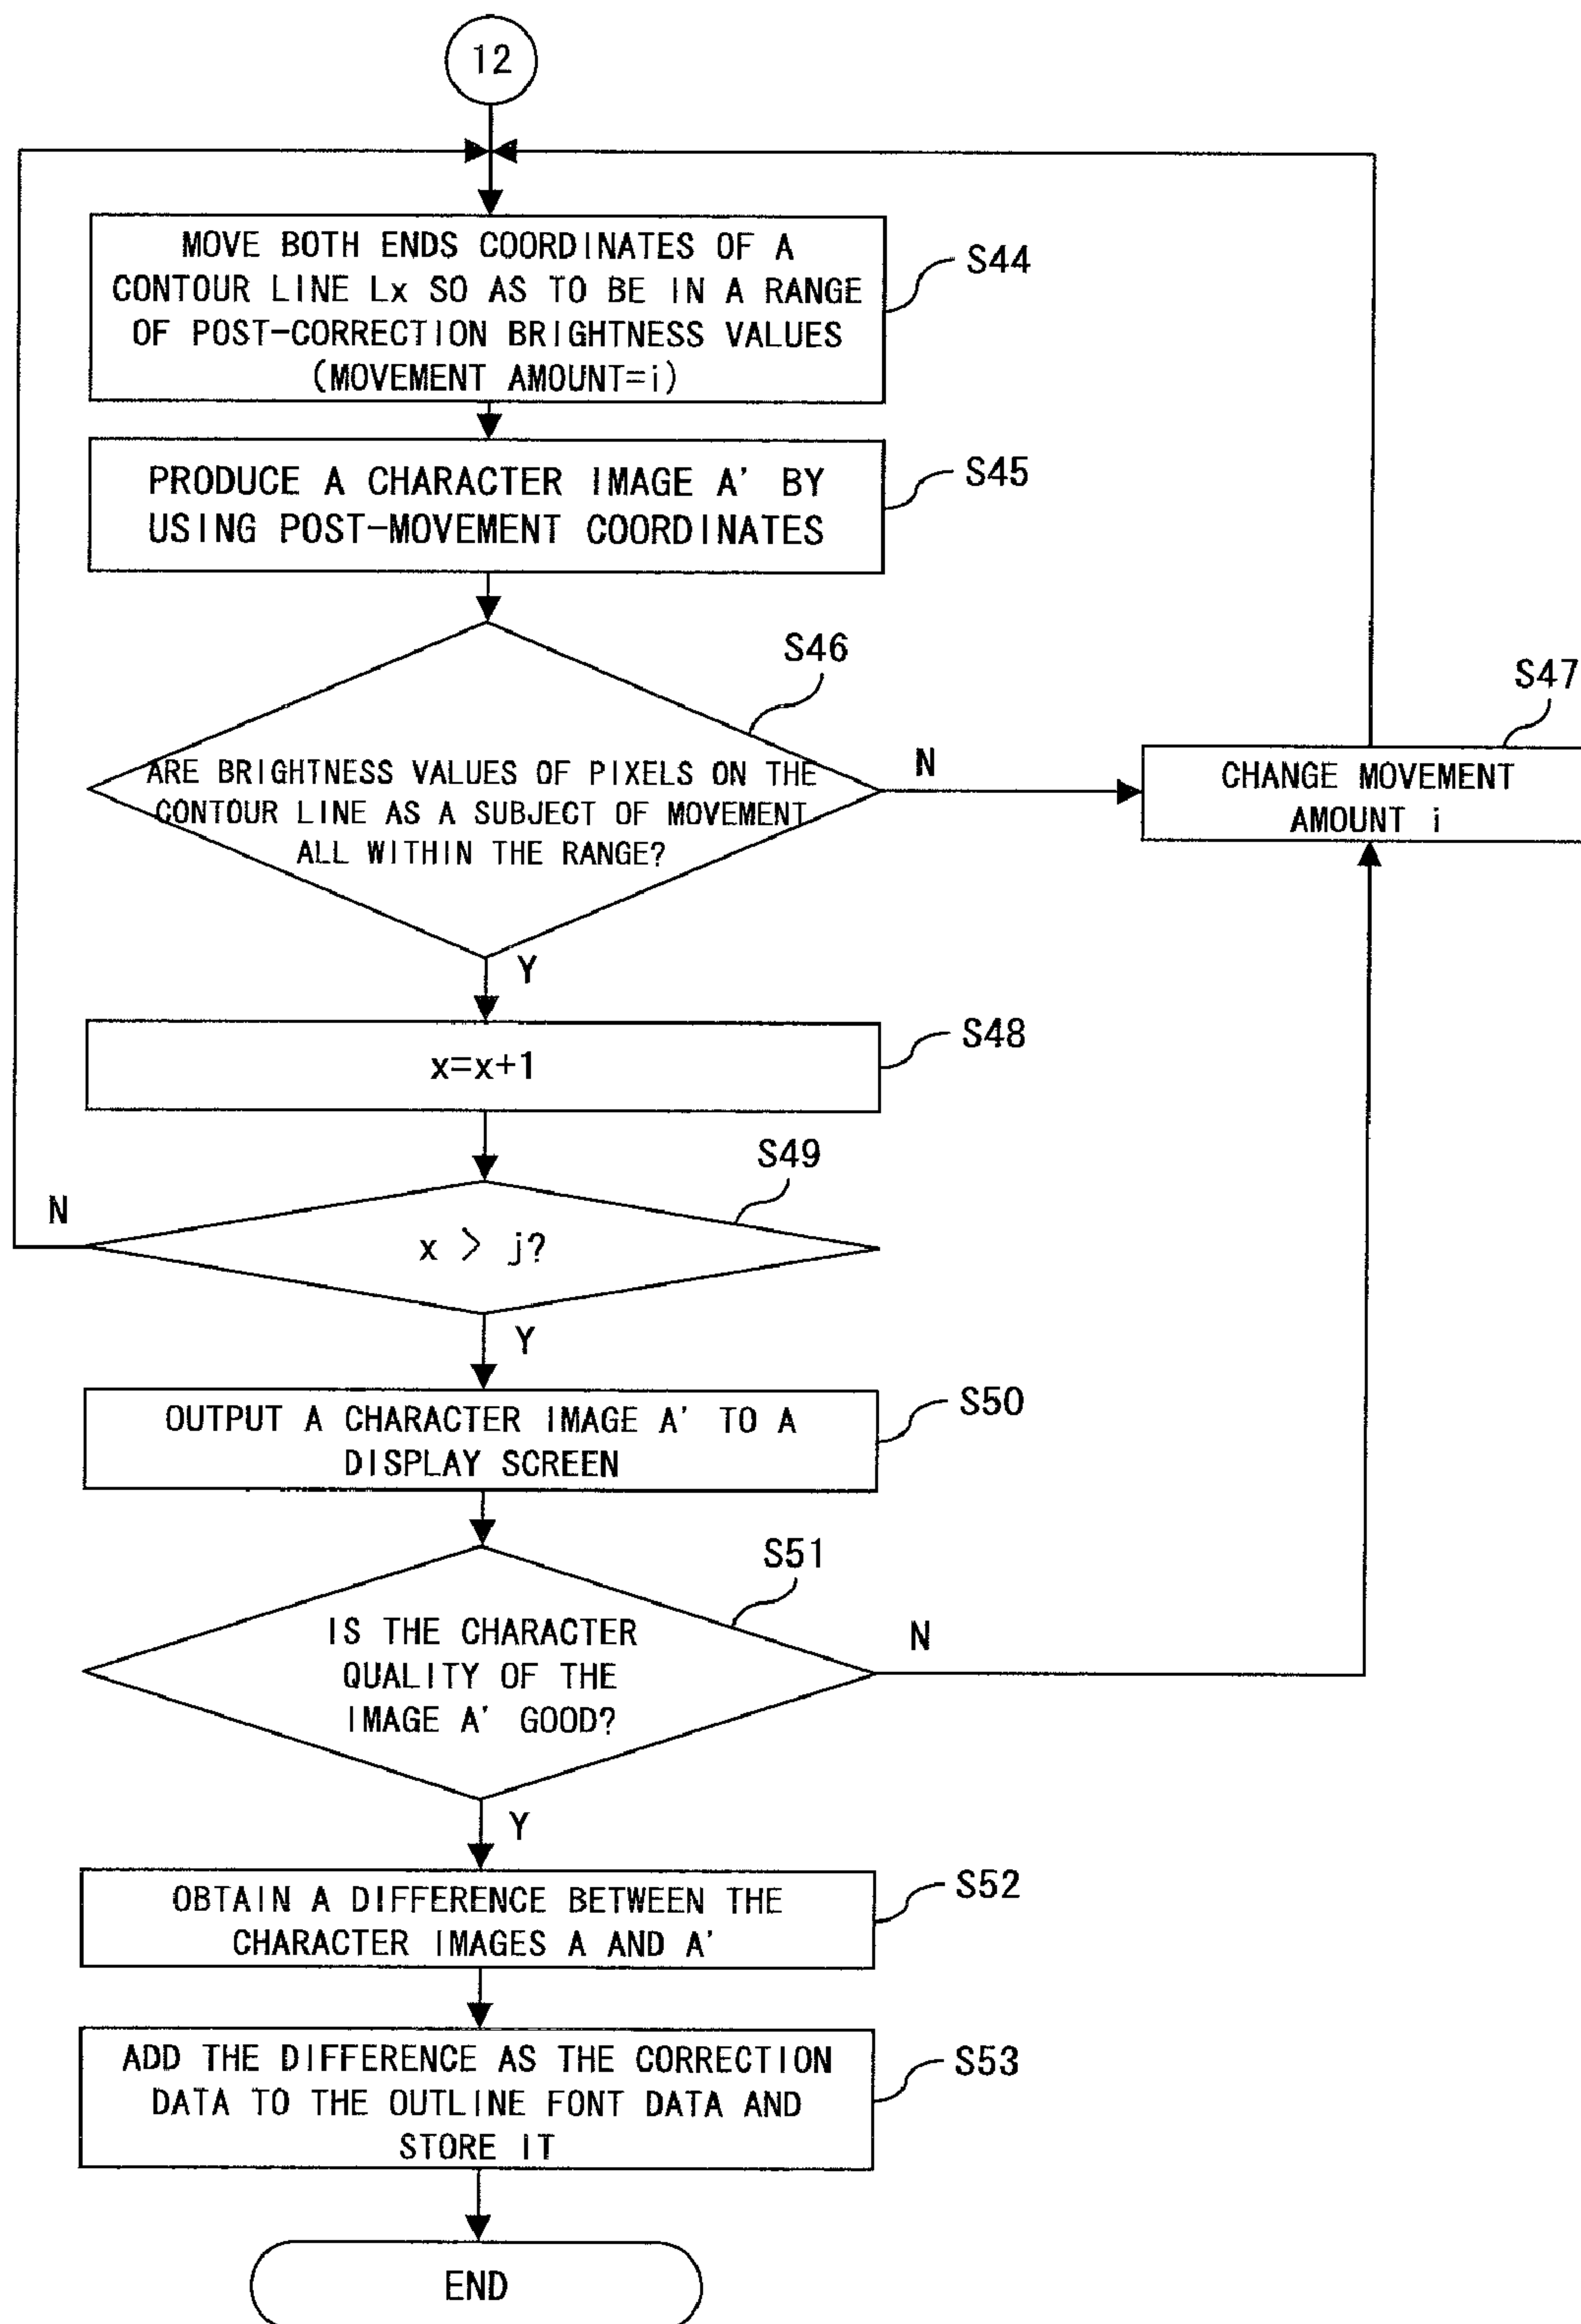 12
MOVE BOTH ENDS COORDINATES OF A
CONTOUR LINE Lx SO AS TO BE IN A RANGE
OF POST-CORRECTION BRIGHTNESS VALUES
(MOVEMENT AMOUNT=i)
S44
PRODUCE A CHARACTER IMAGE A' BY
USING POST-MOVEMENT COORDINATES
S45
S46
ARE BRIGHTNESS VALUES OF PIXELS ON THE
CONTOUR LINE AS A SUBJECT OF MOVEMENT
ALL WITHIN THE RANGE?
N
S47
CHANGE MOVEMENT
AMOUNT i
Y
x=x+1
S48
S49
N
x > j?
Y
OUTPUT A CHARACTER IMAGE A' TO A
DISPLAY SCREEN
S50
S51
IS THE CHARACTER
QUALITY OF THE
IMAGE A' GOOD?
N
Y
OBTAIN A DIFFERENCE BETWEEN THE
CHARACTER IMAGES A AND A'
S52
ADD THE DIFFERENCE AS THE CORRECTION
DATA TO THE OUTLINE FONT DATA AND
STORE IT
S53
END